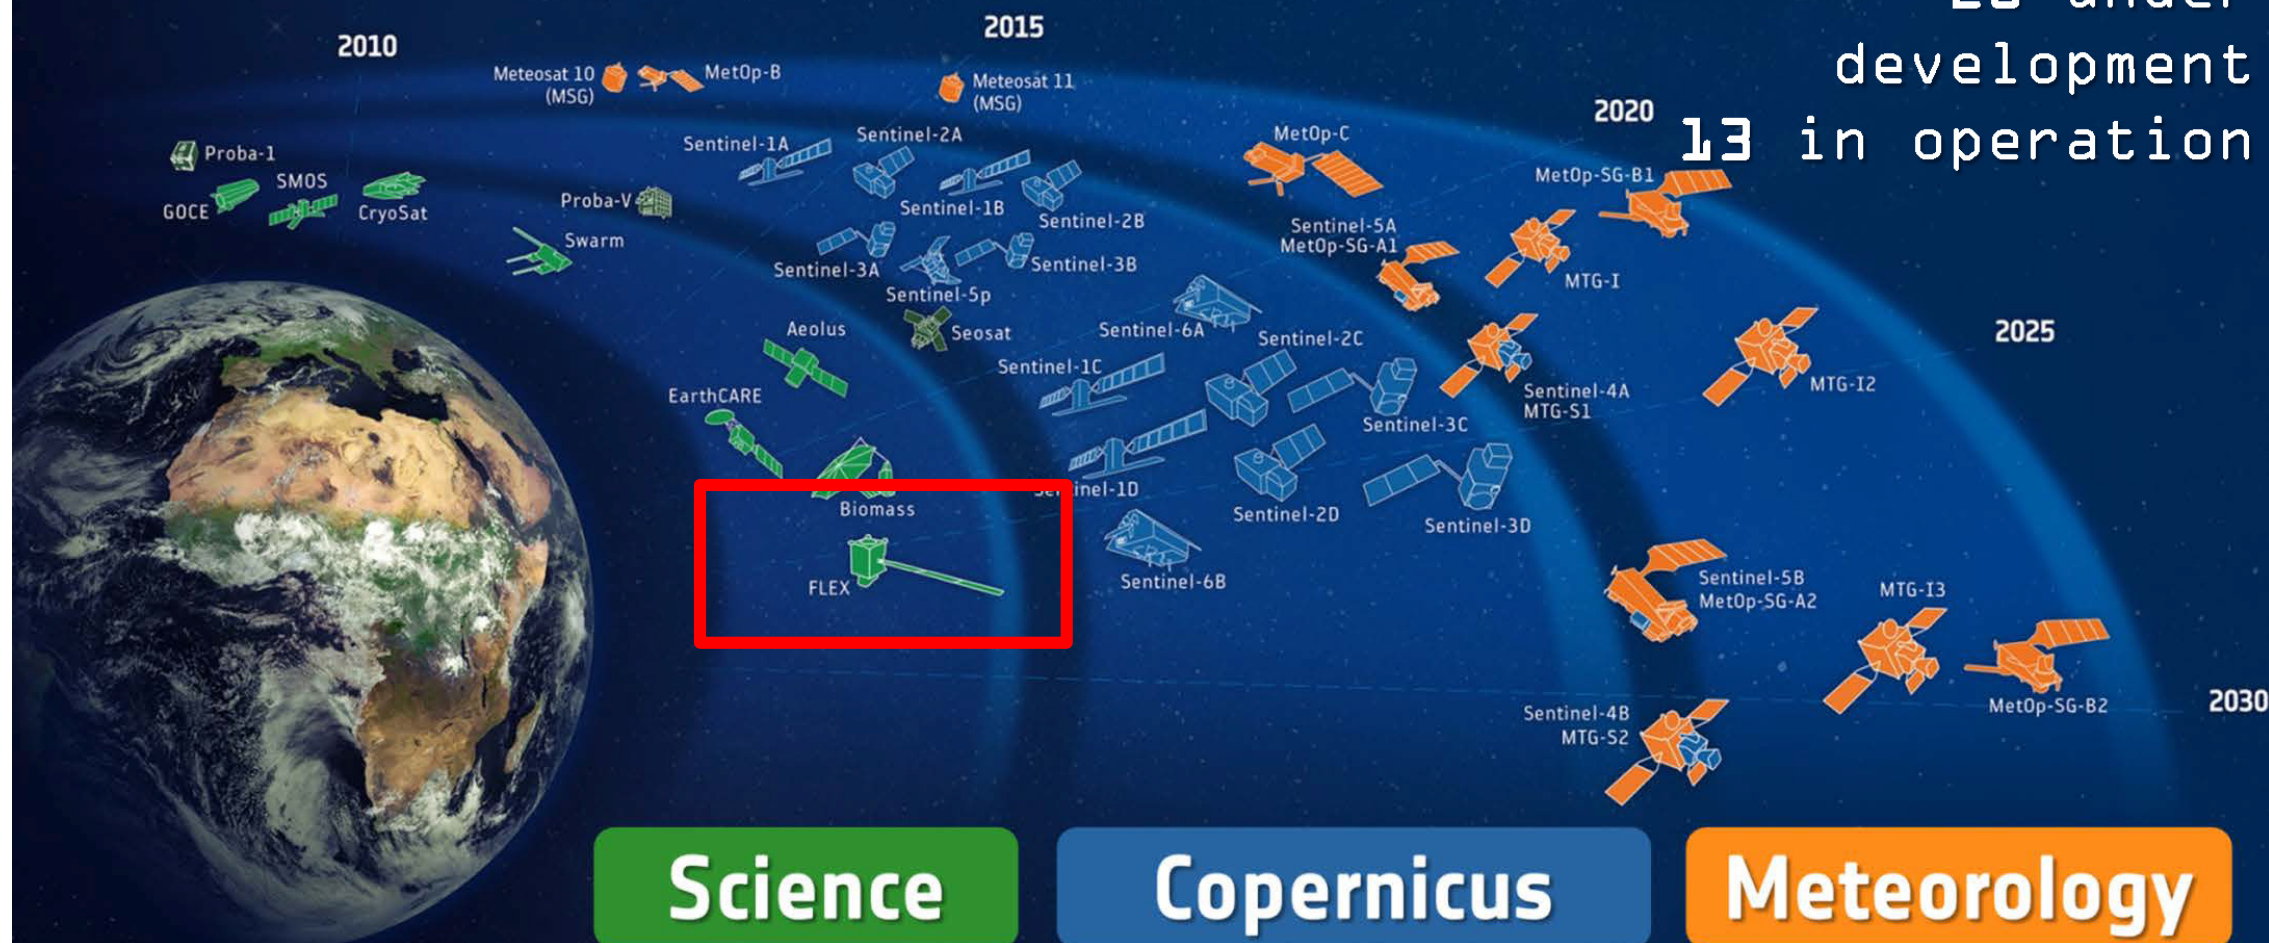 under
development
13 in operation
2010
2015
2020
2025
2030
Meteosat 10
(MSG)
MetOp-B
Meteosat 11
(MSG)
Proba-1
SMOS
GOCE
CryoSat
Swarm
Proba-V
Sentinel-1A
Sentinel-2A
Sentinel-1B
Sentinel-2B
Sentinel-3A
Sentinel-3B
Sentinel-5p
MetOp-C
MetOp-SG-B1
Sentinel-5A
MetOp-SG-A1
MTG-I
Aeolus
Seosat
Sentinel-6A
Sentinel-2C
Sentinel-1C
EarthCARE
Sentinel-4A
MTG-S1
MTG-I2
Sentinel-3C
Biomass
Sentinel-1D
Sentinel-2D
Sentinel-3D
FLEX
Sentinel-6B
Sentinel-5B
MetOp-SG-A2
MTG-I3
MetOp-SG-B2
Sentinel-4B
MTG-S2
Science
Copernicus
Meteorology